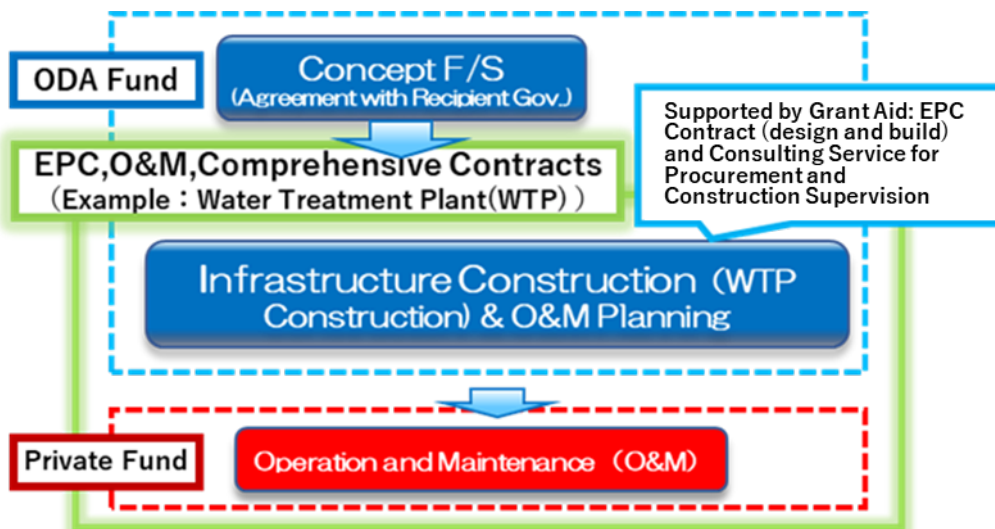 ODA Fund
Concept F/S
(Agreement with Recipient Gov.)
Supported by Grant Aid: EPC
Contract (design and build)
and Consulting Service for
Procurement and
Construction Supervision
EPC,O&M,Comprehensive Contracts
（Example：Water Treatment Plant(WTP)）
Infrastructure Construction（WTP
Construction) & O&M Planning
Private Fund
Operation and Maintenance（O&M）